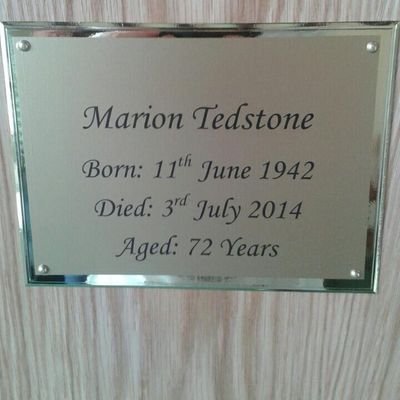 Marion Tedstone
Born: 11th June 1942
Died: 3rd July 2014
Aged: 72 Years